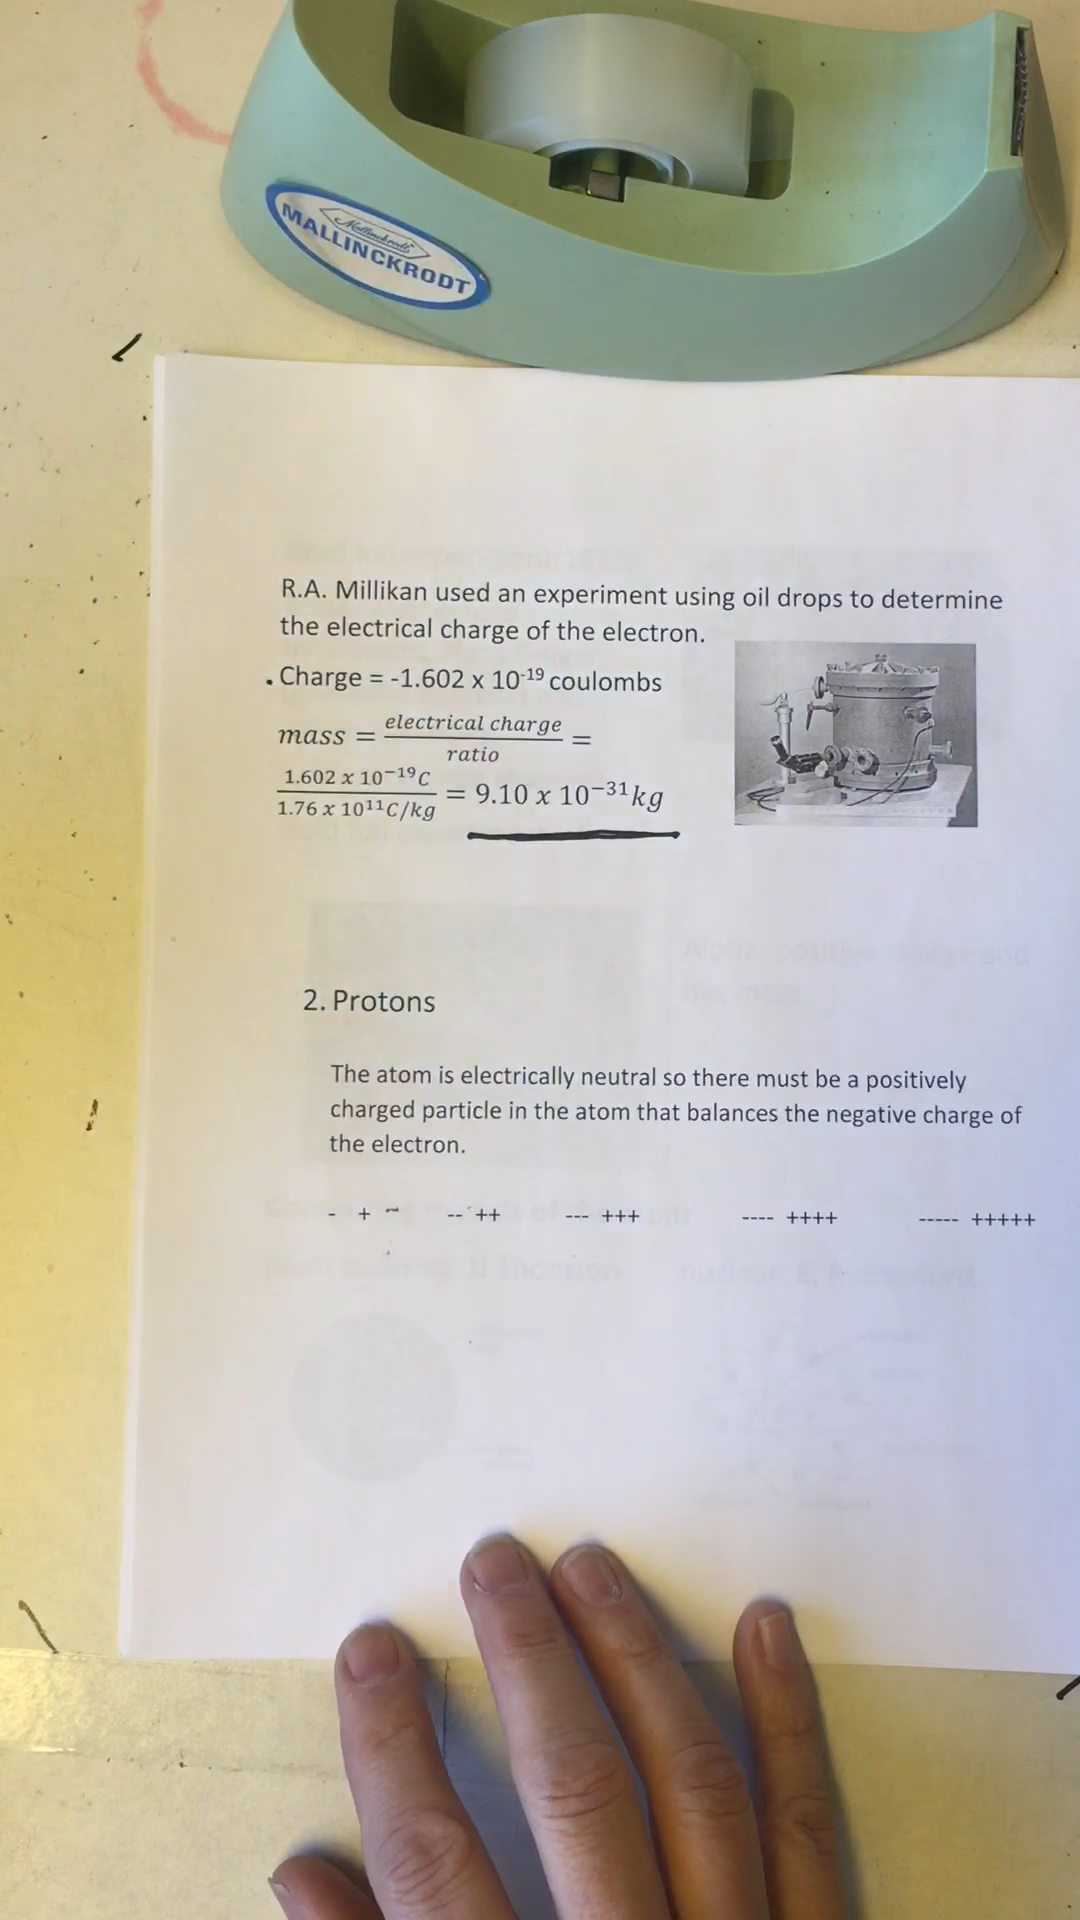 Mallinckrodt
MALLINCKRODT
R.A. Millikan used an experiment using oil drops to determine
the electrical charge of the electron.
. Charge = -1.602 x 10⁻¹⁹ coulombs
mass = electrical charge / ratio =
1.602 x 10⁻¹⁹C / 1.76 x 10¹¹C/kg = 9.10 x 10⁻³¹kg
2. Protons
The atom is electrically neutral so there must be a positively
charged particle in the atom that balances the negative charge of
the electron.
- + -- ++ --- +++ ---- ++++ ----- +++++